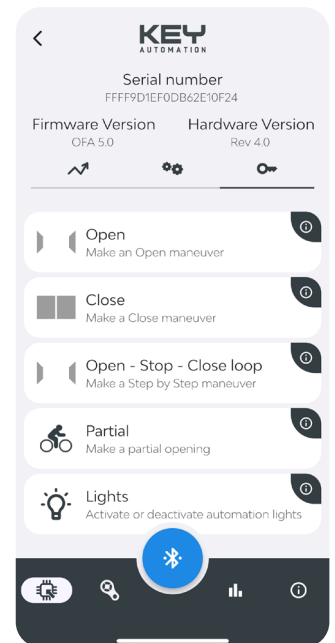 KEY
AUTOMATION
Serial number
FFFF9D1EF0DB62E10F24
Firmware Version Hardware Version
OFA 5.0 Rev 4.0
Open
Make an Open maneuver
Close
Make a Close maneuver
Open - Stop - Close loop
Make a Step by Step maneuver
Partial
Make a partial opening
Lights
Activate or deactivate automation lights